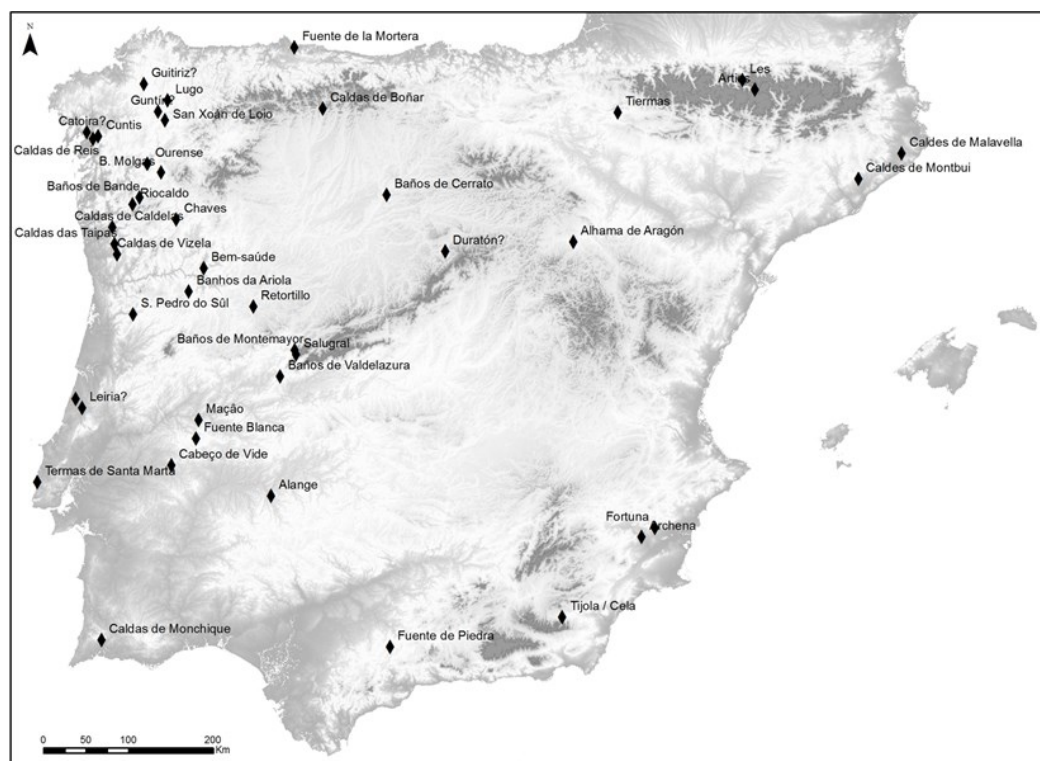 N
Fuente de la Mortera
Guitiriz?
Lugo
Les
Arties
Guntín?
San Xoán de Loio
Caldas de Boñar
Tiermas
Catoira?
Cuntis
Caldas de Reis
Ourense
B. Molgas
Caldes de Malavella
Caldes de Montbui
Baños de Bande
Riocaldo
Baños de Cerrato
Chaves
Caldas de Caldelas
Caldas das Taipas
Caldas de Vizela
Duratón?
Alhama de Aragón
Bem-saúde
Banhos da Ariola
S. Pedro do Sûl
Retortillo
Baños de Montemayor
Salugral
Baños de Valdelazura
Leiria?
Mação
Fuente Blanca
Cabeço de Vide
Termas de Santa Marta
Alange
Fortuna
Archena
Tijola / Cela
Caldas de Monchique
Fuente de Piedra
0 50 100 200
Km